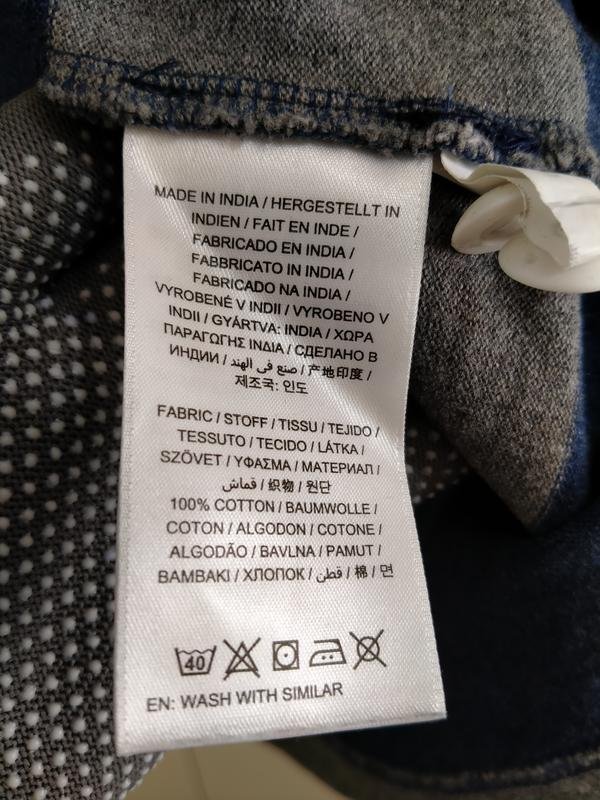 MADE IN INDIA / HERGESTELLT IN
INDIEN / FAIT EN INDE /
FABRICADO EN INDIA /
FABBRICATO IN INDIA /
FABRICADO NA INDIA /
VYROBENÉ V INDII / VYROBENO V
INDII / GYÁRTVA: INDIA / ΧΩΡΑ
ΠΑΡΑΓΩΓΗΣ ΙΝΔΙΑ / СДЕЛАНО В
ИНДИИ / صنع في الهند / 产地印度 /
제조국: 인도
FABRIC / STOFF / TISSU / TEJIDO /
TESSUTO / TECIDO / LÁTKA /
SZÖVET / ΥΦΑΣΜΑ / МАТЕРИАЛ /
قماش / 织物 / 원단
100% COTTON / BAUMWOLLE /
COTON / ALGODON / COTONE /
ALGODÃO / BAVLNA / PAMUT /
ΒΑΜΒΑΚΙ / ХЛОПОК / قطن / 棉 / 면
40
EN: WASH WITH SIMILAR